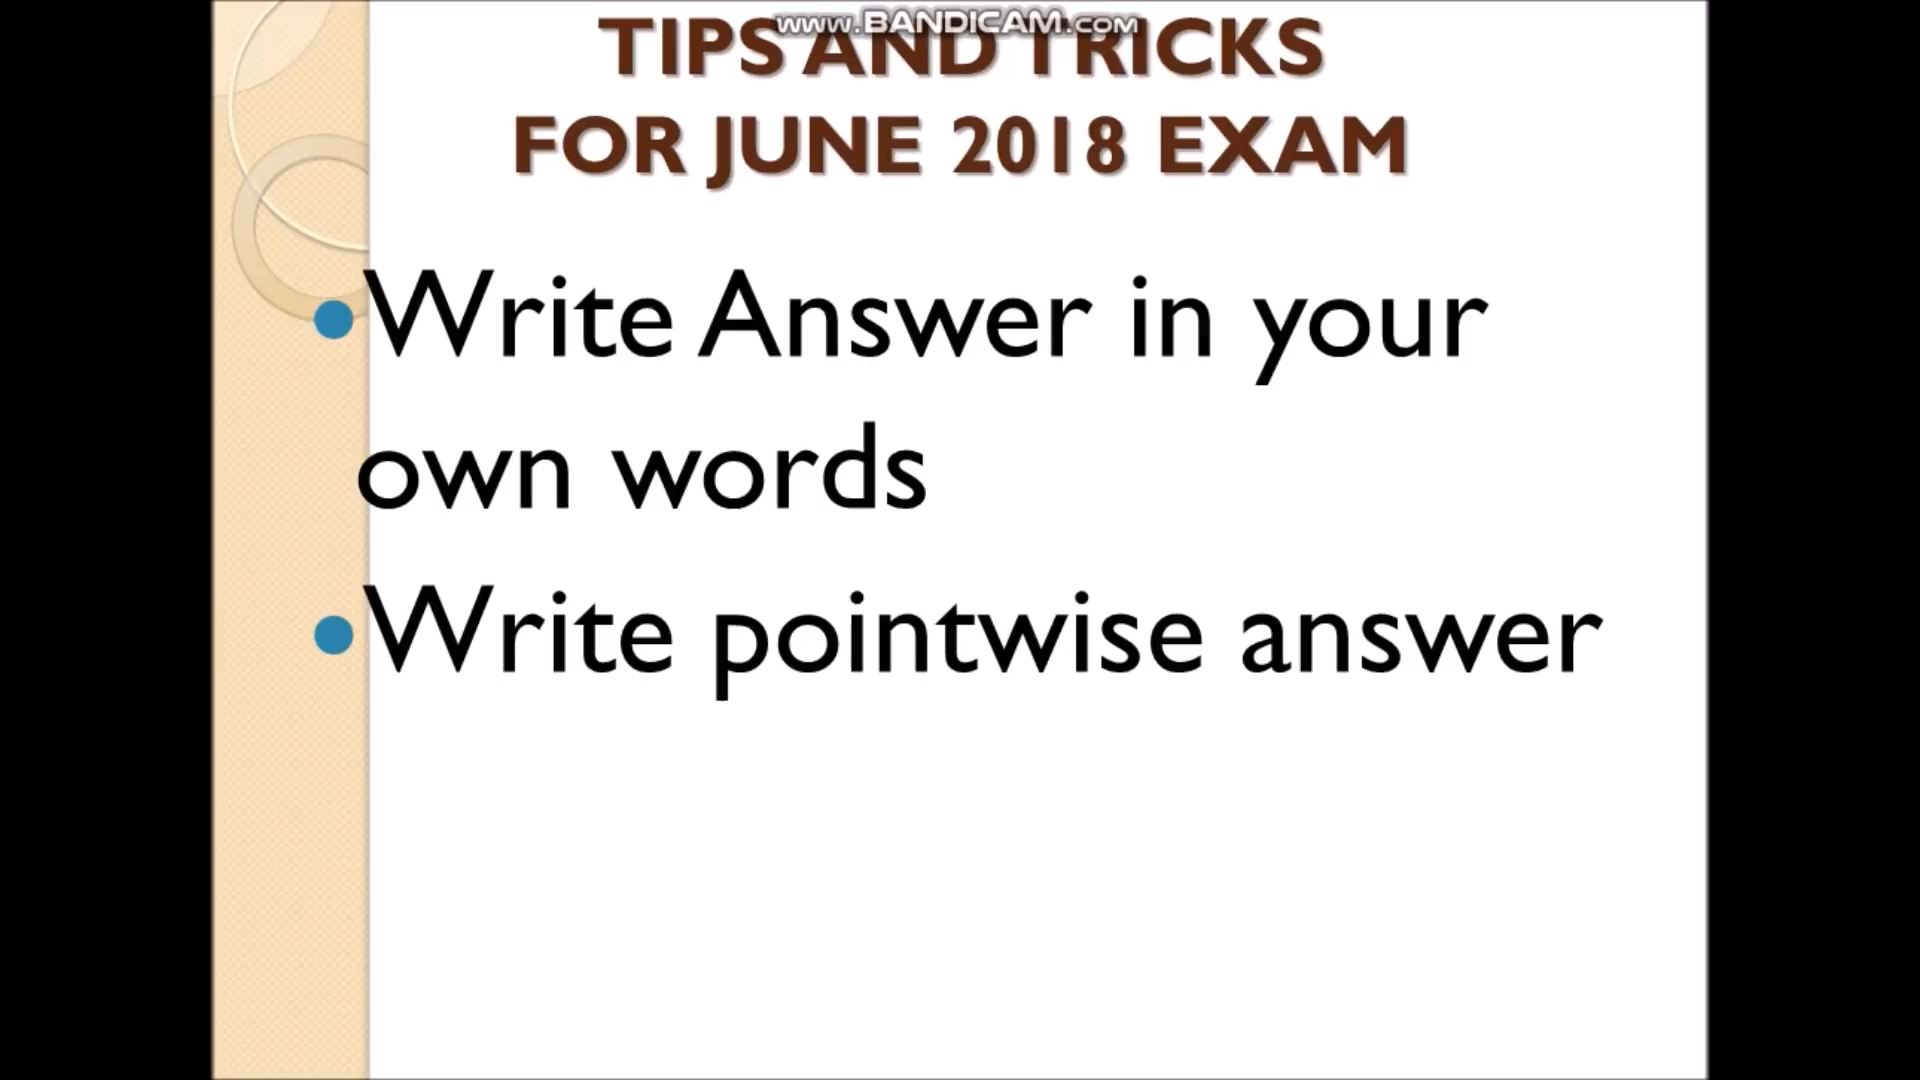 www.BANDICAM.com
TIPS AND TRICKS
FOR JUNE 2018 EXAM
•Write Answer in your
own words
•Write pointwise answer